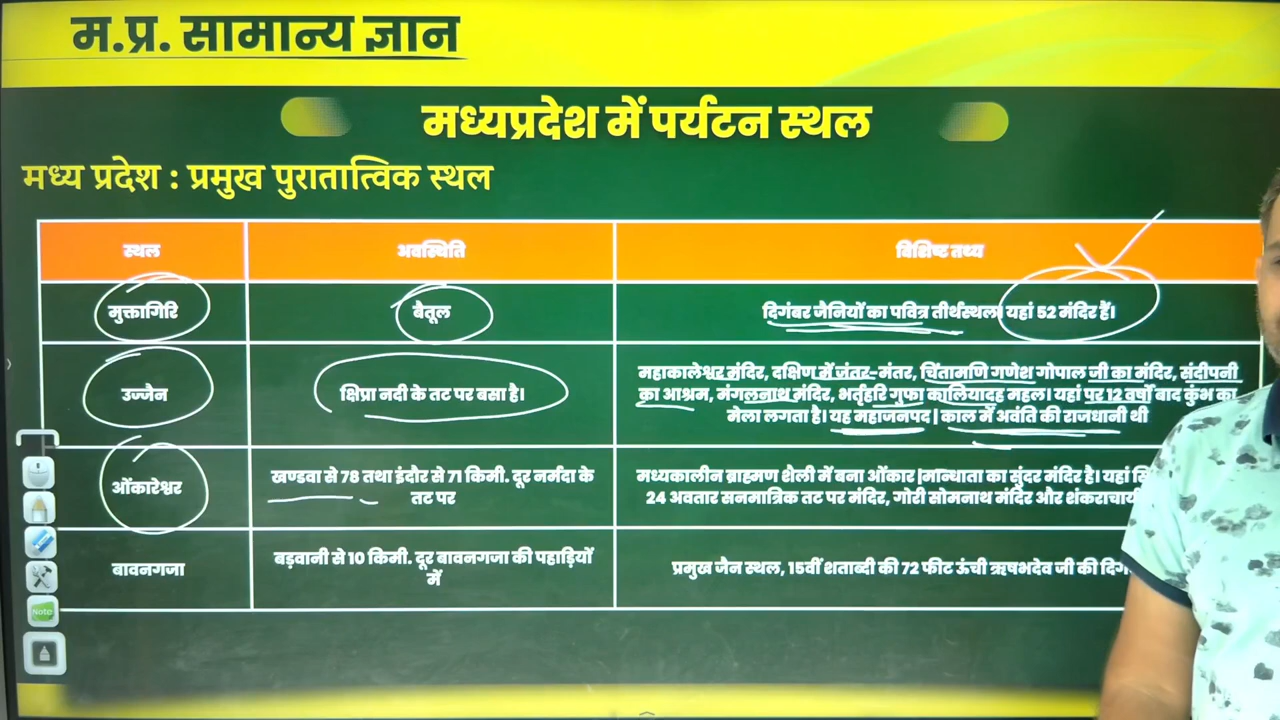 म.प्र. सामान्य ज्ञान
मध्यप्रदेश में पर्यटन स्थल
मध्य प्रदेश : प्रमुख पुरातात्विक स्थल
स्थल
अवस्थिति
विशिष्ट तथ्य
मुक्तागिरि
बैतूल
दिगंबर जैनियों का पवित्र तीर्थस्थल। यहां 52 मंदिर हैं।
उज्जैन
क्षिप्रा नदी के तट पर बसा है।
महाकालेश्वर मंदिर, दक्षिण में जंतर-मंतर, चिंतामणि गणेश गोपाल जी का मंदिर, संदीपनी
का आश्रम, मंगलनाथ मंदिर, भर्तृहरि गुफा कालियादह महल। यहां पर 12 वर्षों बाद कुंभ का
मेला लगता है। यह महाजनपद | काल में अवंति की राजधानी थी
ओंकारेश्वर
खण्डवा से 78 तथा इंदौर से 71 किमी. दूर नर्मदा के
तट पर
मध्यकालीन ब्राह्मण शैली में बना ओंकार |मान्धाता का सुंदर मंदिर है। यहां
24 अवतार सनमात्रिक तट पर मंदिर, गोरी सोमनाथ मंदिर और
बावनगजा
बड़वानी से 10 किमी. दूर बावनगजा की पहाड़ियों
में
प्रमुख जैन स्थल, 15वीं शताब्दी की 72 फीट ऊंची ऋषभदेव जी की
Note